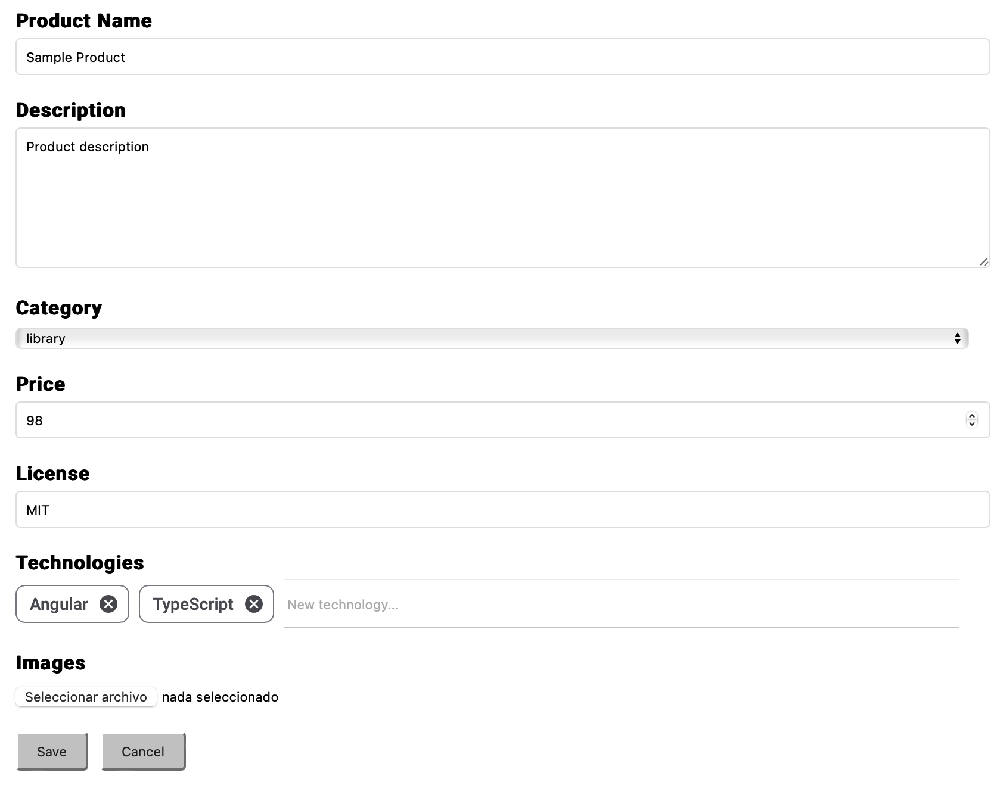 Product Name
Sample Product
Description
Product description
Category
library
Price
98
License
MIT
Technologies
Angular TypeScript New technology...
Images
Seleccionar archivo nada seleccionado
Save Cancel